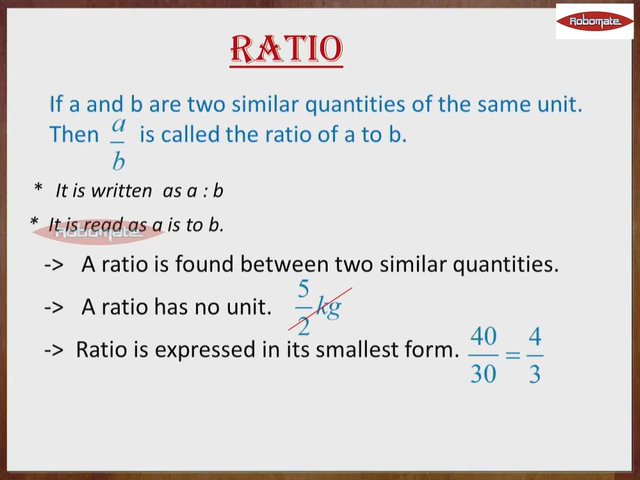 Robomate
RATIO
If a and b are two similar quantities of the same unit.
Then a/b is called the ratio of a to b.
* It is written as a : b
* It is read as a is to b.
Robomate
-> A ratio is found between two similar quantities.
-> A ratio has no unit. 5/2 kg
-> Ratio is expressed in its smallest form. 40/30 = 4/3